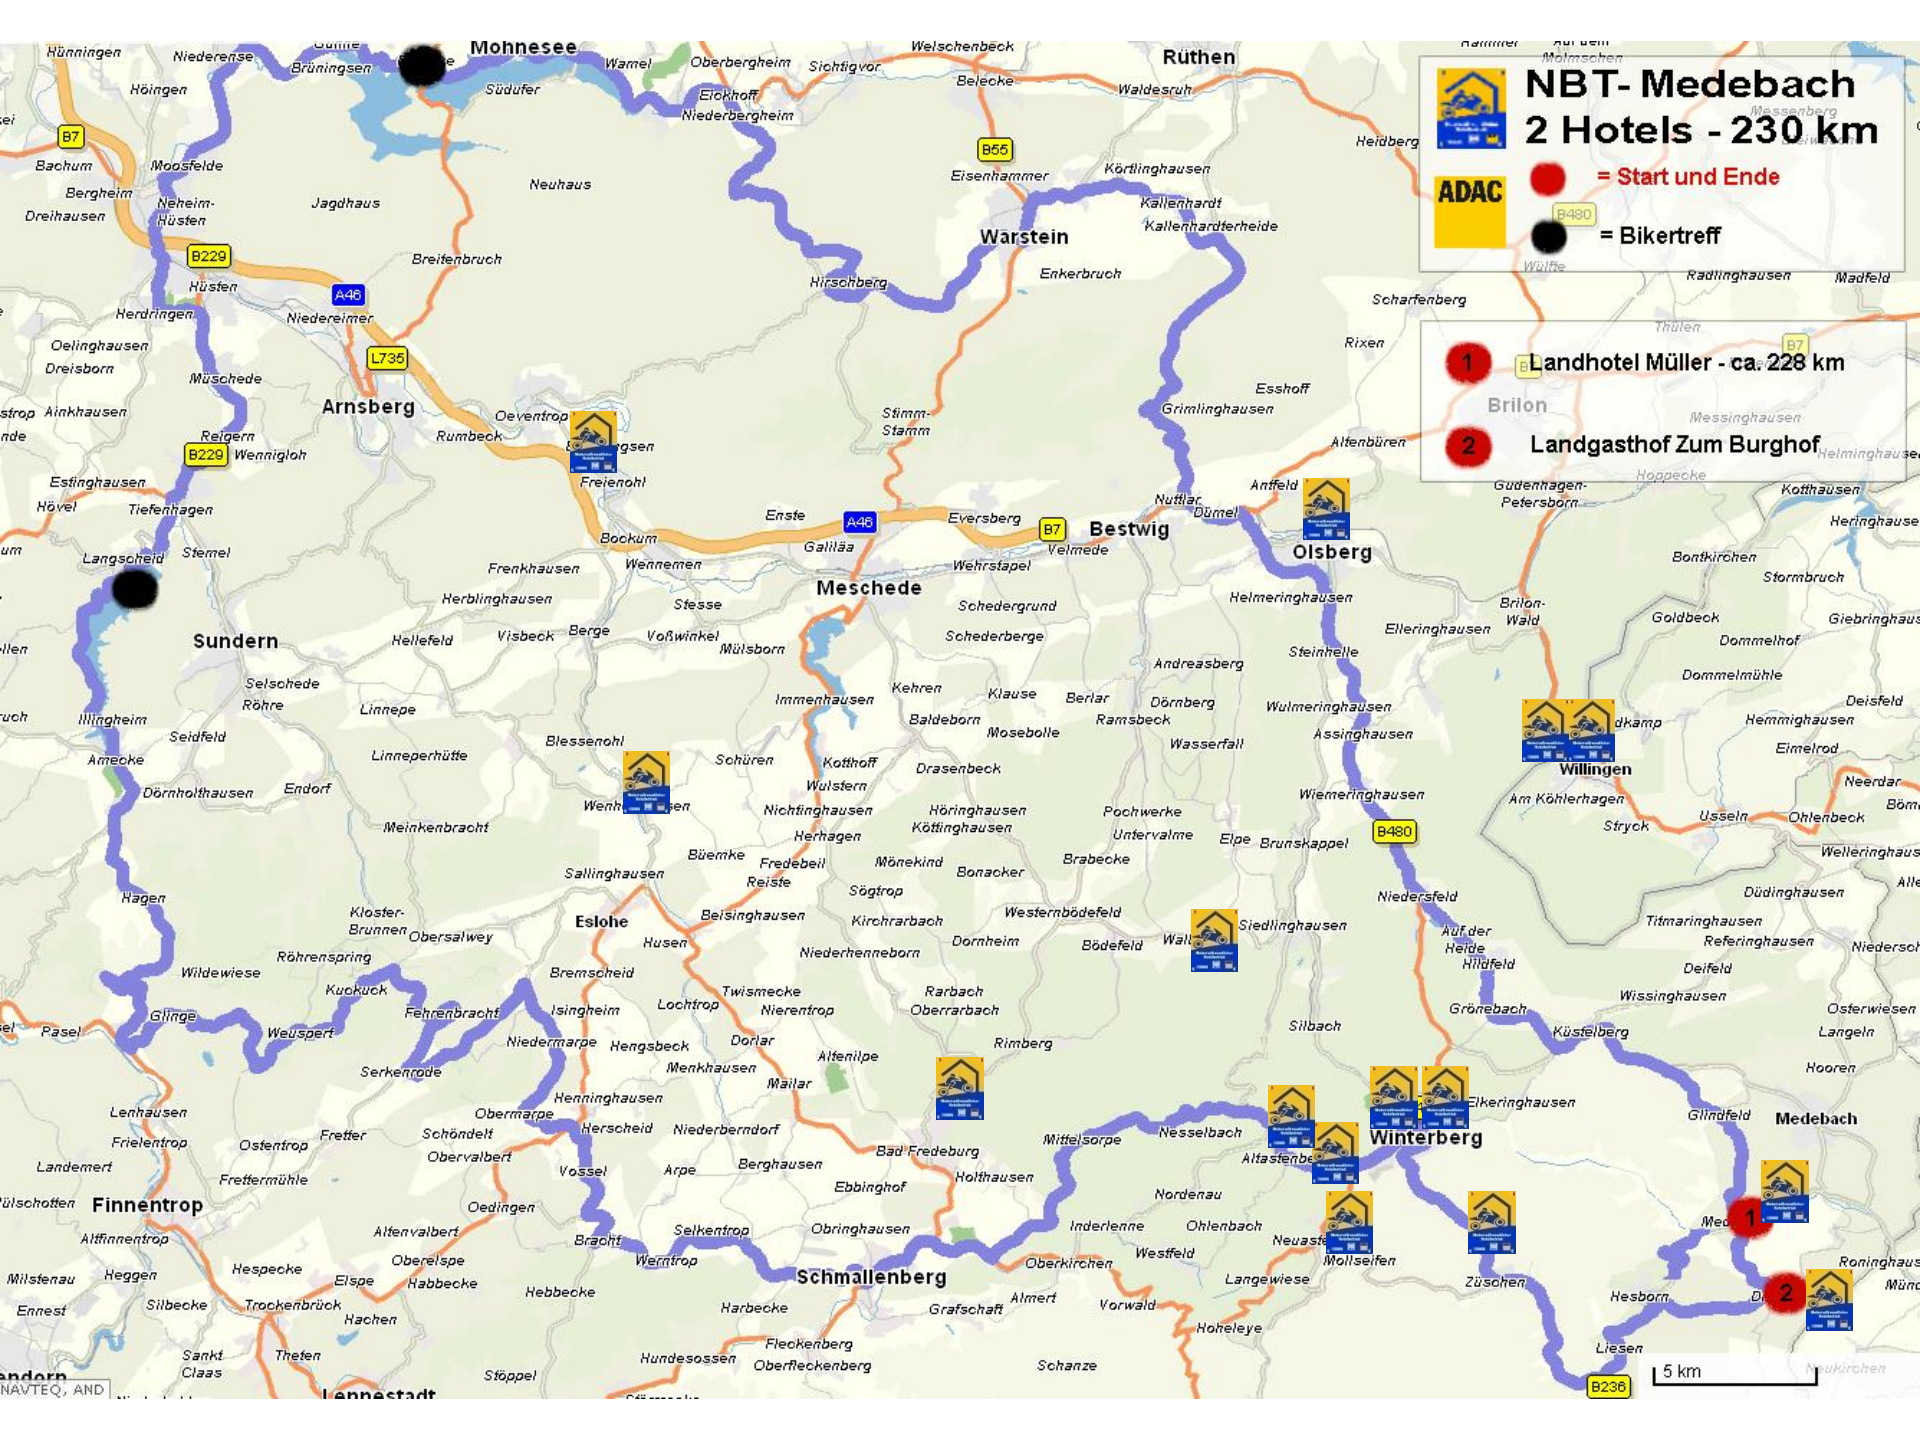 NBT- Medebach
2 Hotels - 230 km
= Start und Ende
ADAC
= Bikertreff
1 Landhotel Müller - ca. 228 km
2 Landgasthof Zum Burghof
Hünningen
Niederense
Brüningsen
Möhnesee
Wamel
Oberbergheim
Sichtigvor
Welschenbeck
Belecke
Rüthen
Waldesruh
Höingen
Südufer
Eickhoff
Niederbergheim
Heidberg
Messenberg
B7
B55
Bachum
Moosfelde
Eisenhammer
Körtlinghausen
Bergheim
Neuhaus
Neheim-
Hüsten
Jagdhaus
Dreihausen
Kallenhardt
Kallenhardterheide
B480
Warstein
B229
Breitenbruch
Hüsten
A46
Hirschberg
Enkerbruch
Wülfte
Radlinghausen
Madfeld
Herdringen
Niedereimer
Scharfenberg
Thülen
Oelinghausen
Dreisborn
L735
Rixen
B7
Müschede
Esshoff
Ainkhausen
Arnsberg
Oeventrop
Stimm-
Stamm
Grimlinghausen
Brilon
Messinghausen
Reigern
Rumbeck
Altenbüren
B229
Wennigloh
Hoppecke
Estinghausen
Freienohl
Antfeld
Gudenhagen-
Petersborn
Kotthausen
Hövel
Tiefenhagen
Nuttlar
Dümel
Enste
A46
Eversberg
B7
Bestwig
Langscheid
Stemel
Bockum
Galiläa
Velmede
Olsberg
Bontkirchen
Frenkhausen
Wennemen
Wehrstapel
Stormbruch
Meschede
Herblinghausen
Stesse
Schedergrund
Helmeringhausen
Brilon-
Wald
Goldbeck
Sundern
Hellefeld
Visbeck
Berge
Voßwinkel
Mülsborn
Schederberge
Elleringhausen
Dommelhof
Andreasberg
Steinhelle
Selschede
Röhre
Kehren
Klause
Berlar
Dörnberg
Dommelmühle
Immenhausen
Deisfeld
Linnepe
Baldeborn
Ramsbeck
Wulmeringhausen
Illingheim
Seidfeld
Mosebolle
Wasserfall
Assinghausen
Hemmighausen
Blessenohl
Eimelrod
Linneperhütte
Amecke
Schüren
Kotthoff
Drasenbeck
Willingen
Neerdar
Dörnholthausen
Endorf
Wulstern
Wiemeringhausen
Am Köhlerhagen
Nichtinghausen
Höringhausen
Pochwerke
Usseln
Ohlenbeck
Meinkenbracht
Herhagen
Köttinghausen
Untervalme
Elpe
Brunskappel
B480
Stryck
Büemke
Fredebeil
Mönekind
Brabecke
Sallinghausen
Reiste
Bonacker
Sögtrop
Niedersfeld
Düdinghausen
Hagen
Kloster-
Brunnen
Eslohe
Beisinghausen
Kirchrarbach
Westernbödefeld
Siedlinghausen
Titmaringhausen
Obersalwey
Husen
Dornheim
Bödefeld
Auf der
Heide
Referinghausen
Röhrenspring
Niederhenneborn
Wildewiese
Bremscheid
Hildfeld
Deifeld
Kuckuck
Twismecke
Rarbach
Wissinghausen
Glinge
Fehrenbracht
Isingheim
Lochtrop
Nierentrop
Oberrarbach
Grönebach
Osterwiesen
Pasel
Weuspert
Niedermarpe
Hengsbeck
Dorlar
Rimberg
Silbach
Küstelberg
Langeln
Serkenrode
Menkhausen
Altenilpe
Mailar
Hooren
Lenhausen
Obermarpe
Henninghausen
Elkeringhausen
Glindfeld
Medebach
Frielentrop
Ostentrop
Fretter
Schöndelt
Herscheid
Niederberndorf
Mittelsorpe
Nesselbach
Winterberg
Obervalbert
Bad Fredeburg
Landemert
Frettermühle
Vossel
Arpe
Berghausen
Holthausen
Finnentrop
Oedingen
Ebbinghof
Nordenau
Altfinnentrop
Altenvalbert
Bracht
Selkentrop
Obringhausen
Inderlenne
Ohlenbach
1
Milstenau
Heggen
Hespecke
Oberelspe
Werntrop
Schmallenberg
Oberkirchen
Westfeld
Mollseifen
Elspe
Habbecke
Langewiese
Züschen
Hesborn
2
Ennest
Silbecke
Trockenbrück
Hebbecke
Harbecke
Grafschaft
Almert
Vorwald
Hachen
Hoheleye
Fleckenberg
Liesen
Sankt
Claas
Theten
Stöppel
Hundesossen
Oberfleckenberg
Schanze
5 km
Neukirchen
NAVTEQ, AND
Lennestadt
B236